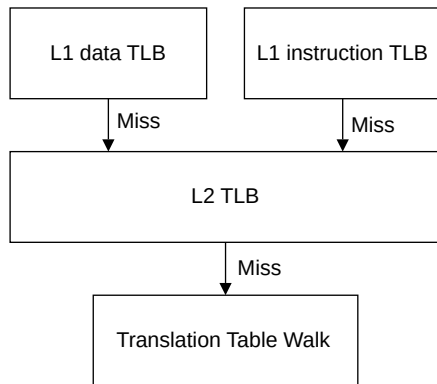 L1 data TLB
L1 instruction TLB
Miss
Miss
L2 TLB
Miss
Translation Table Walk